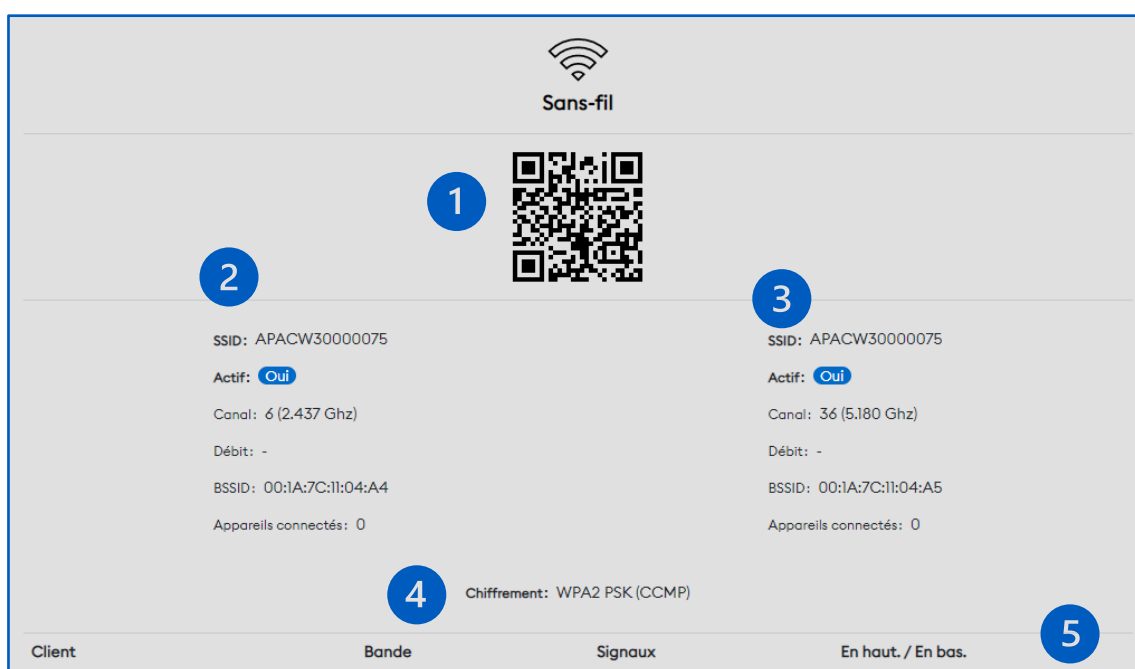 Sans-fil
1
2
3
SSID: APACW30000075
Actif: Oui
Canal: 6 (2.437 Ghz)
Débit: -
BSSID: 00:1A:7C:11:04:A4
Appareils connectés: 0
SSID: APACW30000075
Actif: Oui
Canal: 36 (5.180 Ghz)
Débit: -
BSSID: 00:1A:7C:11:04:A5
Appareils connectés: 0
4
Chiffrement: WPA2 PSK (CCMP)
5
Client Bande Signaux En haut. / En bas.